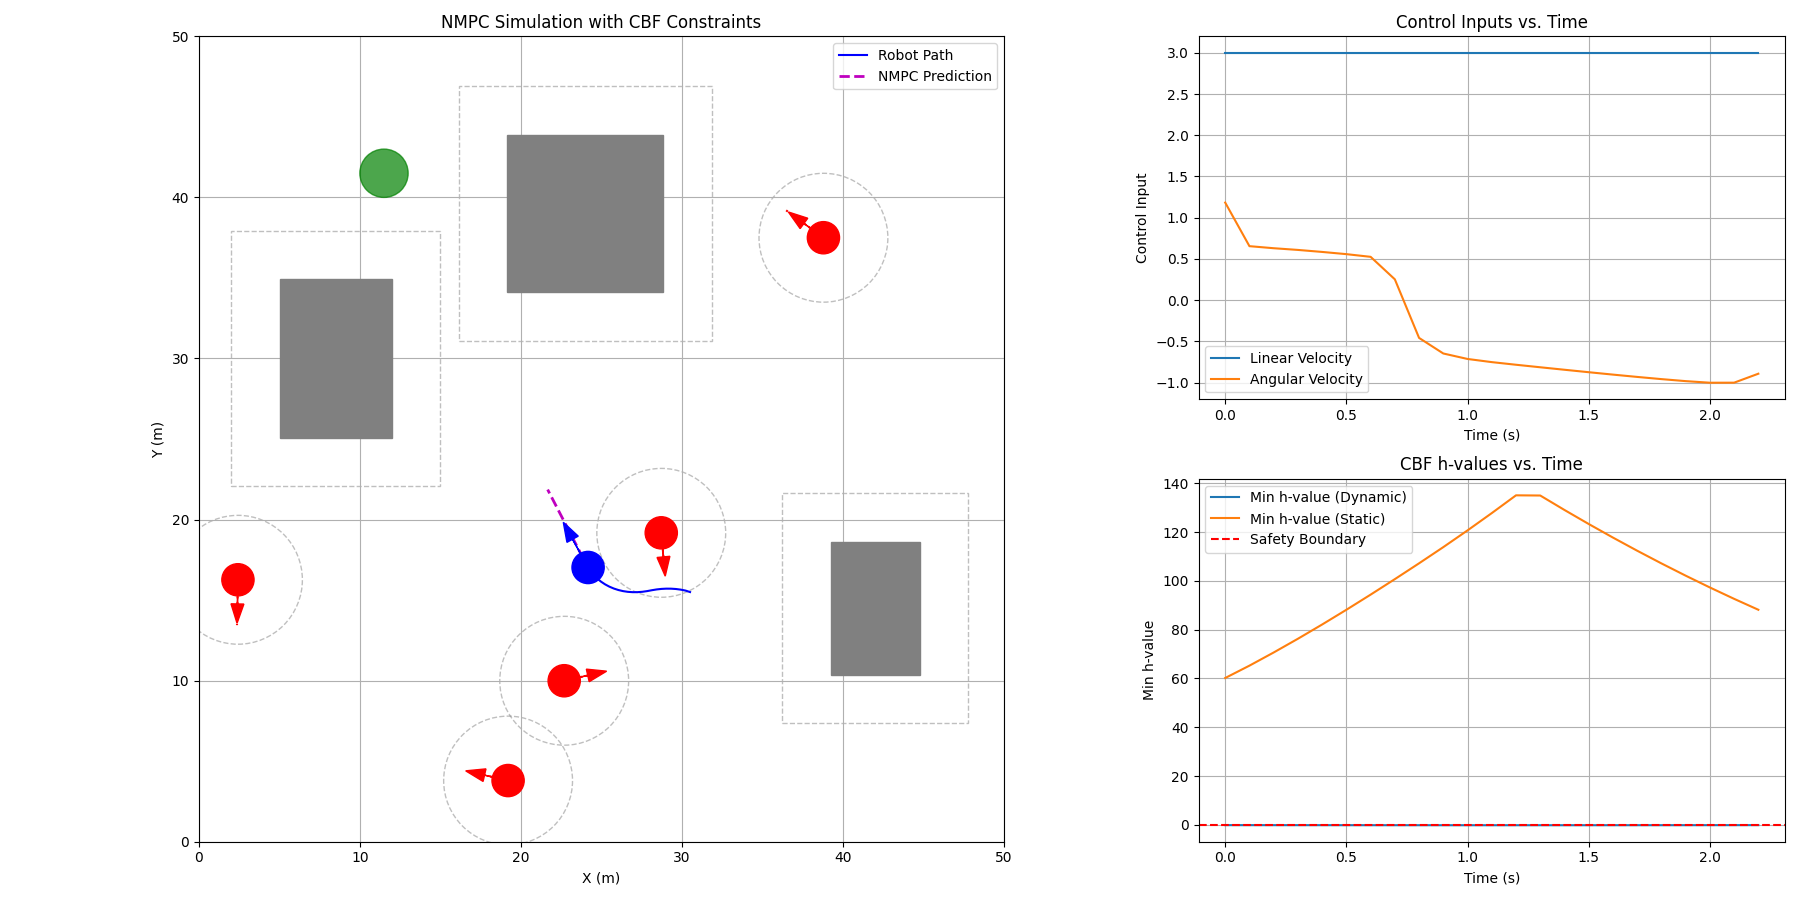 NMPC Simulation with CBF Constraints
50
40
30
20
10
0
Y (m)
Robot Path
NMPC Prediction
0 10 20 30 40 50
X (m)
Control Inputs vs. Time
3.0
2.5
2.0
1.5
1.0
0.5
0.0
−0.5
−1.0
Control Input
Linear Velocity
Angular Velocity
0.0 0.5 1.0 1.5 2.0
Time (s)
CBF h-values vs. Time
140
120
100
80
60
40
20
0
Min h-value
Min h-value (Dynamic)
Min h-value (Static)
Safety Boundary
0.0 0.5 1.0 1.5 2.0
Time (s)